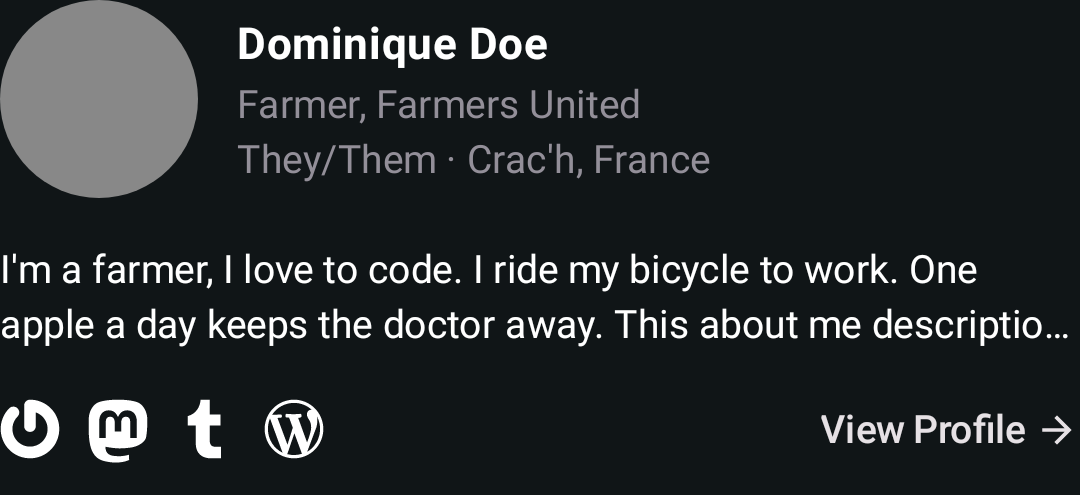 Dominique Doe
Farmer, Farmers United
They/Them · Crac'h, France
I'm a farmer, I love to code. I ride my bicycle to work. One
apple a day keeps the doctor away. This about me descriptio…
View Profile →